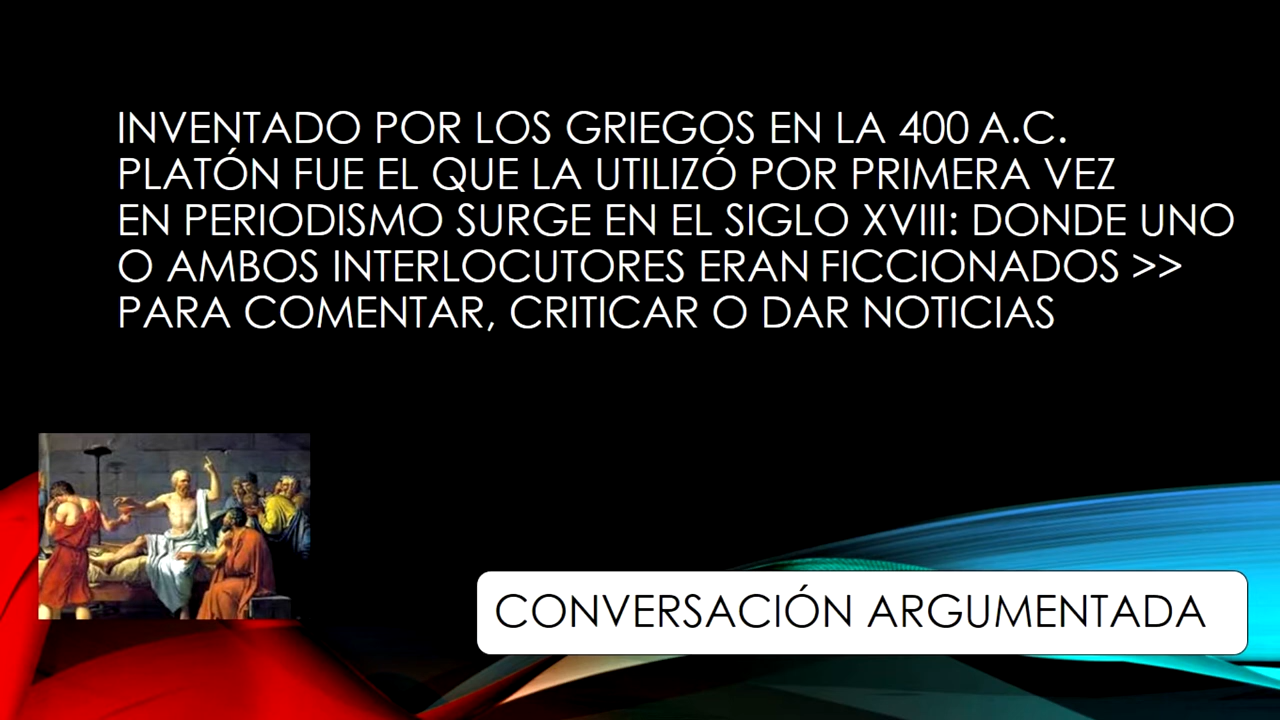 INVENTADO POR LOS GRIEGOS EN LA 400 A.C.
PLATÓN FUE EL QUE LA UTILIZÓ POR PRIMERA VEZ
EN PERIODISMO SURGE EN EL SIGLO XVIII: DONDE UNO
O AMBOS INTERLOCUTORES ERAN FICCIONADOS >>
PARA COMENTAR, CRITICAR O DAR NOTICIAS
CONVERSACIÓN ARGUMENTADA